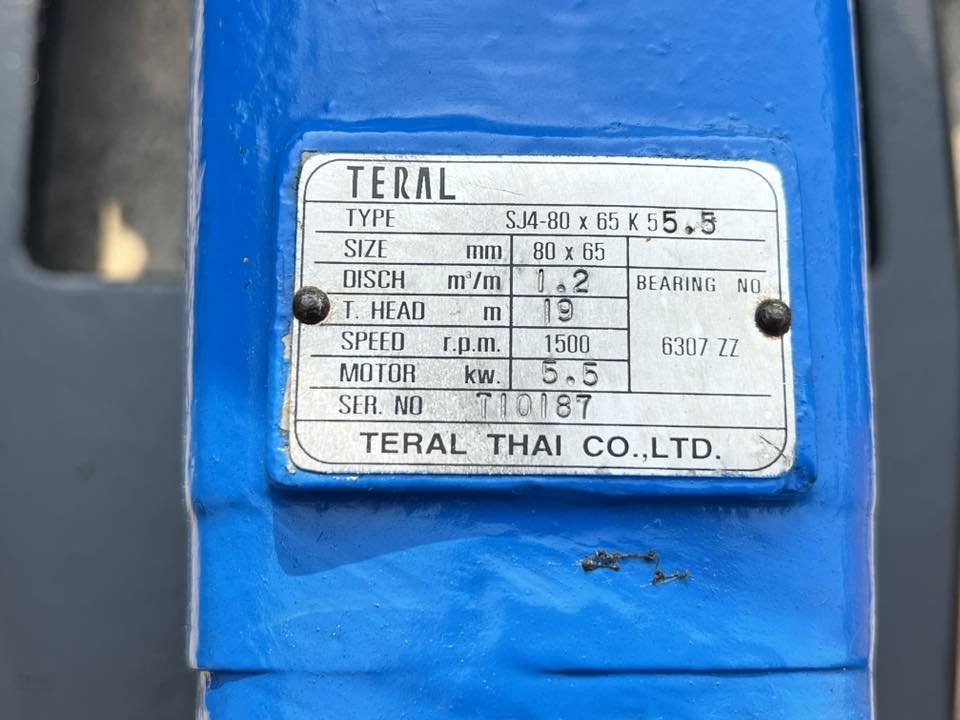 TERAL
TYPE SJ4-80 x 65 K 55.5
SIZE mm 80 x 65
DISCH m³/m 1.2 BEARING NO
T. HEAD m 19
SPEED r.p.m. 1500 6307 ZZ
MOTOR kw. 5.5
SER. NO T10187
TERAL THAI CO.,LTD.